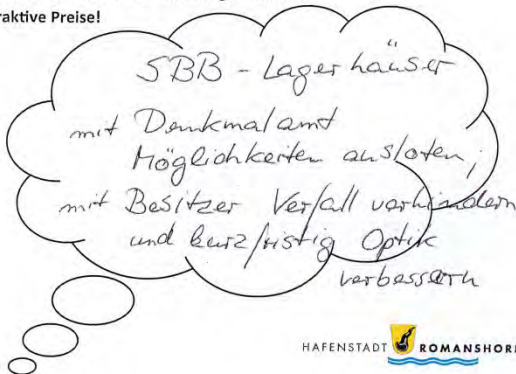 raktive Preise!
SBB - Lagerhäuser
mit Denkmalamt
Möglichkeiten ausloten,
mit Besitzer Verfall verhindern
und kurzfristig Optik
verbessern
HAFENSTADT ROMANSHORN